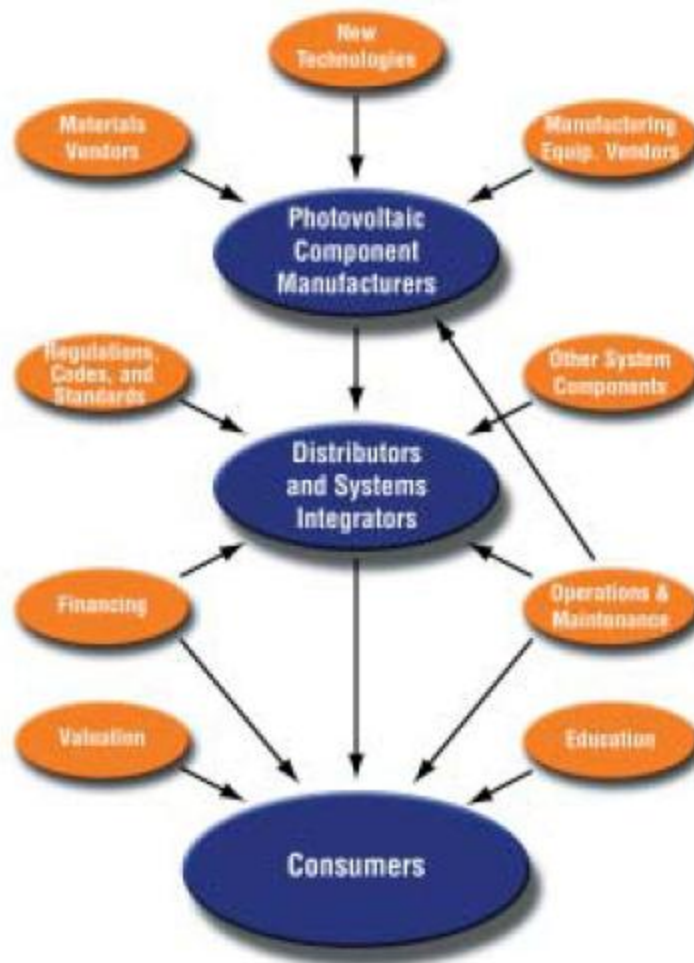 New
Technologies
Materials
Vendors
Manufacturing
Equip. Vendors
Photovoltaic
Component
Manufacturers
Regulations,
Codes, and
Standards
Other System
Components
Distributors
and Systems
Integrators
Financing
Operations &
Maintenance
Valuation
Education
Consumers